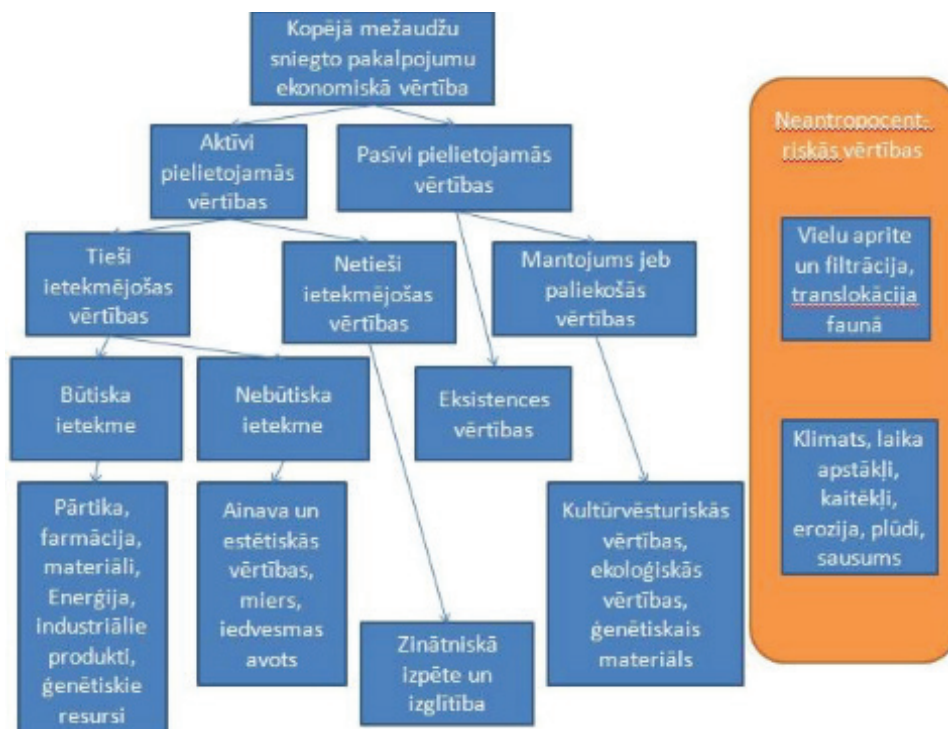 Kopējā mežaudžu
sniegto pakalpojumu
ekonomiskā vērtība
Aktīvi
pielietojamās
vērtības
Pasīvi pielietojamās
vērtības
Tieši
ietekmējošas
vērtības
Netieši
ietekmējošas
vērtības
Mantojums jeb
paliekošās
vērtības
Būtiska
ietekme
Nebūtiska
ietekme
Eksistences
vērtības
Pārtika,
farmācija,
materiāli,
Enerģija,
industriālie
produkti,
ģenētiskie
resursi
Ainava un
estētiskās
vērtības,
miers,
iedvesmas
avots
Zinātniskā
izpēte un
izglītība
Kultūrvēsturiskās
vērtības,
ekoloģiskās
vērtības,
ģenētiskais
materiāls
Neantropocent-
riskās vērtības
Vielu aprite
un filtrācija,
translokācija
faunā
Klimats, laika
apstākļi,
kaitēkļi,
erozija, plūdi,
sausums